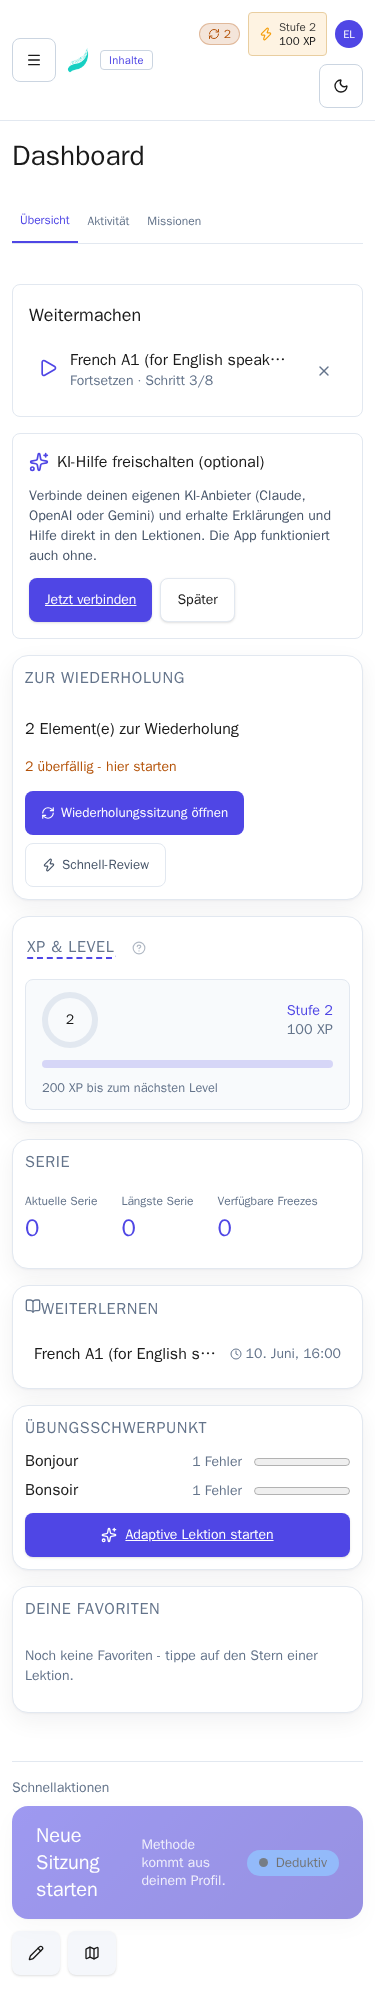 2
Stufe 2
100 XP
EL
Inhalte
Dashboard
Übersicht
Aktivität
Missionen
Weitermachen
French A1 (for English speak···
Fortsetzen · Schritt 3/8
KI-Hilfe freischalten (optional)
Verbinde deinen eigenen KI-Anbieter (Claude,
OpenAI oder Gemini) und erhalte Erklärungen und
Hilfe direkt in den Lektionen. Die App funktioniert
auch ohne.
Jetzt verbinden
Später
ZUR WIEDERHOLUNG
2 Element(e) zur Wiederholung
2 überfällig - hier starten
Wiederholungssitzung öffnen
Schnell-Review
XP & LEVEL
2
Stufe 2
100 XP
200 XP bis zum nächsten Level
SERIE
Aktuelle Serie
Längste Serie
Verfügbare Freezes
0
0
0
WEITERLERNEN
French A1 (for English s···
10. Juni, 16:00
ÜBUNGSSCHWERPUNKT
Bonjour
1 Fehler
Bonsoir
1 Fehler
Adaptive Lektion starten
DEINE FAVORITEN
Noch keine Favoriten - tippe auf den Stern einer
Lektion.
Schnellaktionen
Neue
Sitzung
starten
Methode
kommt aus
deinem Profil.
Deduktiv